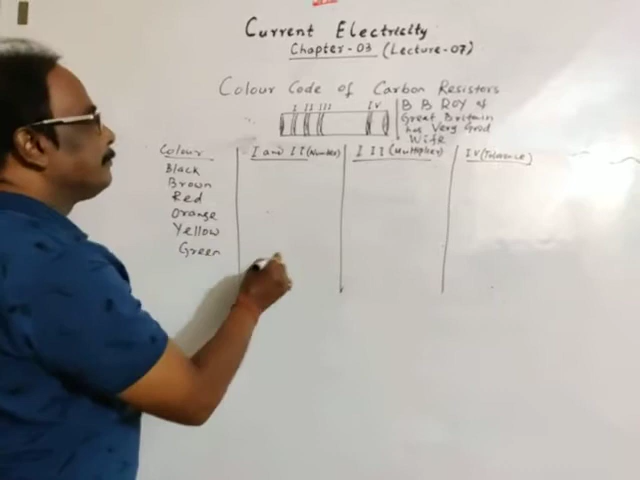 Current Electricity
Chapter-03 (Lecture-07)
Colour Code of Carbon Resistors
I II III IV
B B ROY of
Great Britain
has Very Good
Wife
Colour I and II (Number) III (Multiplier) IV (Tolerance)
Black
Brown
Red
Orange
Yellow
Green